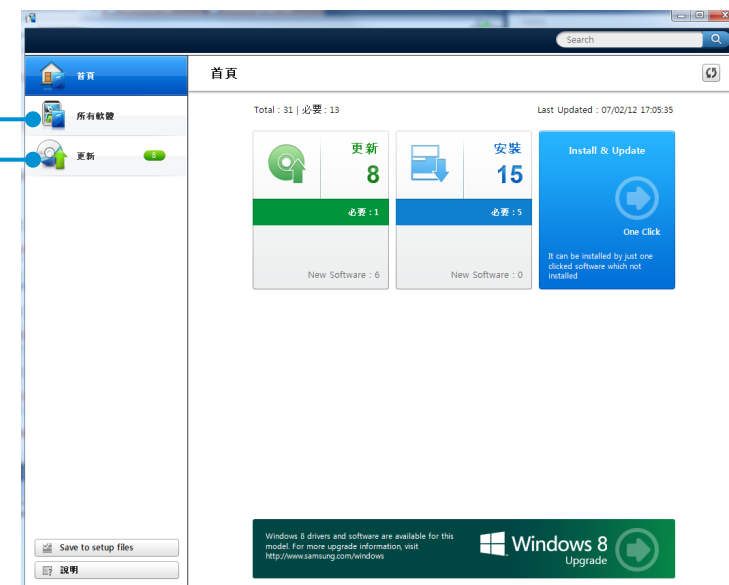 Search
首頁
首頁
所有軟體
更新 8
Total : 31 | 必要 : 13
Last Updated : 07/02/12 17:05:35
更新
8
必要 : 1
New Software : 6
安裝
15
必要 : 5
New Software : 0
Install & Update
One Click
It can be installed by just one
clicked software which not
installed
Save to setup files
說明
Windows 8 drivers and software are available for this
model. For more upgrade information, visit
http://www.samsung.com/windows
Windows 8
Upgrade